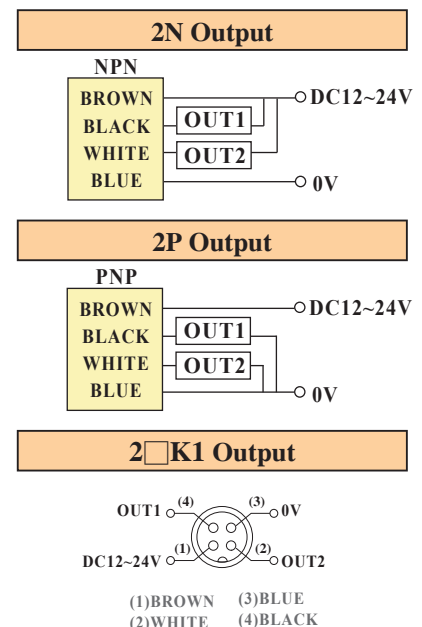 2N Output
NPN
BROWN
DC12~24V
BLACK
OUT1
WHITE
OUT2
BLUE
0V
2P Output
PNP
BROWN
DC12~24V
BLACK
OUT1
WHITE
OUT2
BLUE
0V
2□K1 Output
OUT1 (4) (3) 0V
DC12~24V (1) (2) OUT2
(1)BROWN (3)BLUE
(2)WHITE (4)BLACK